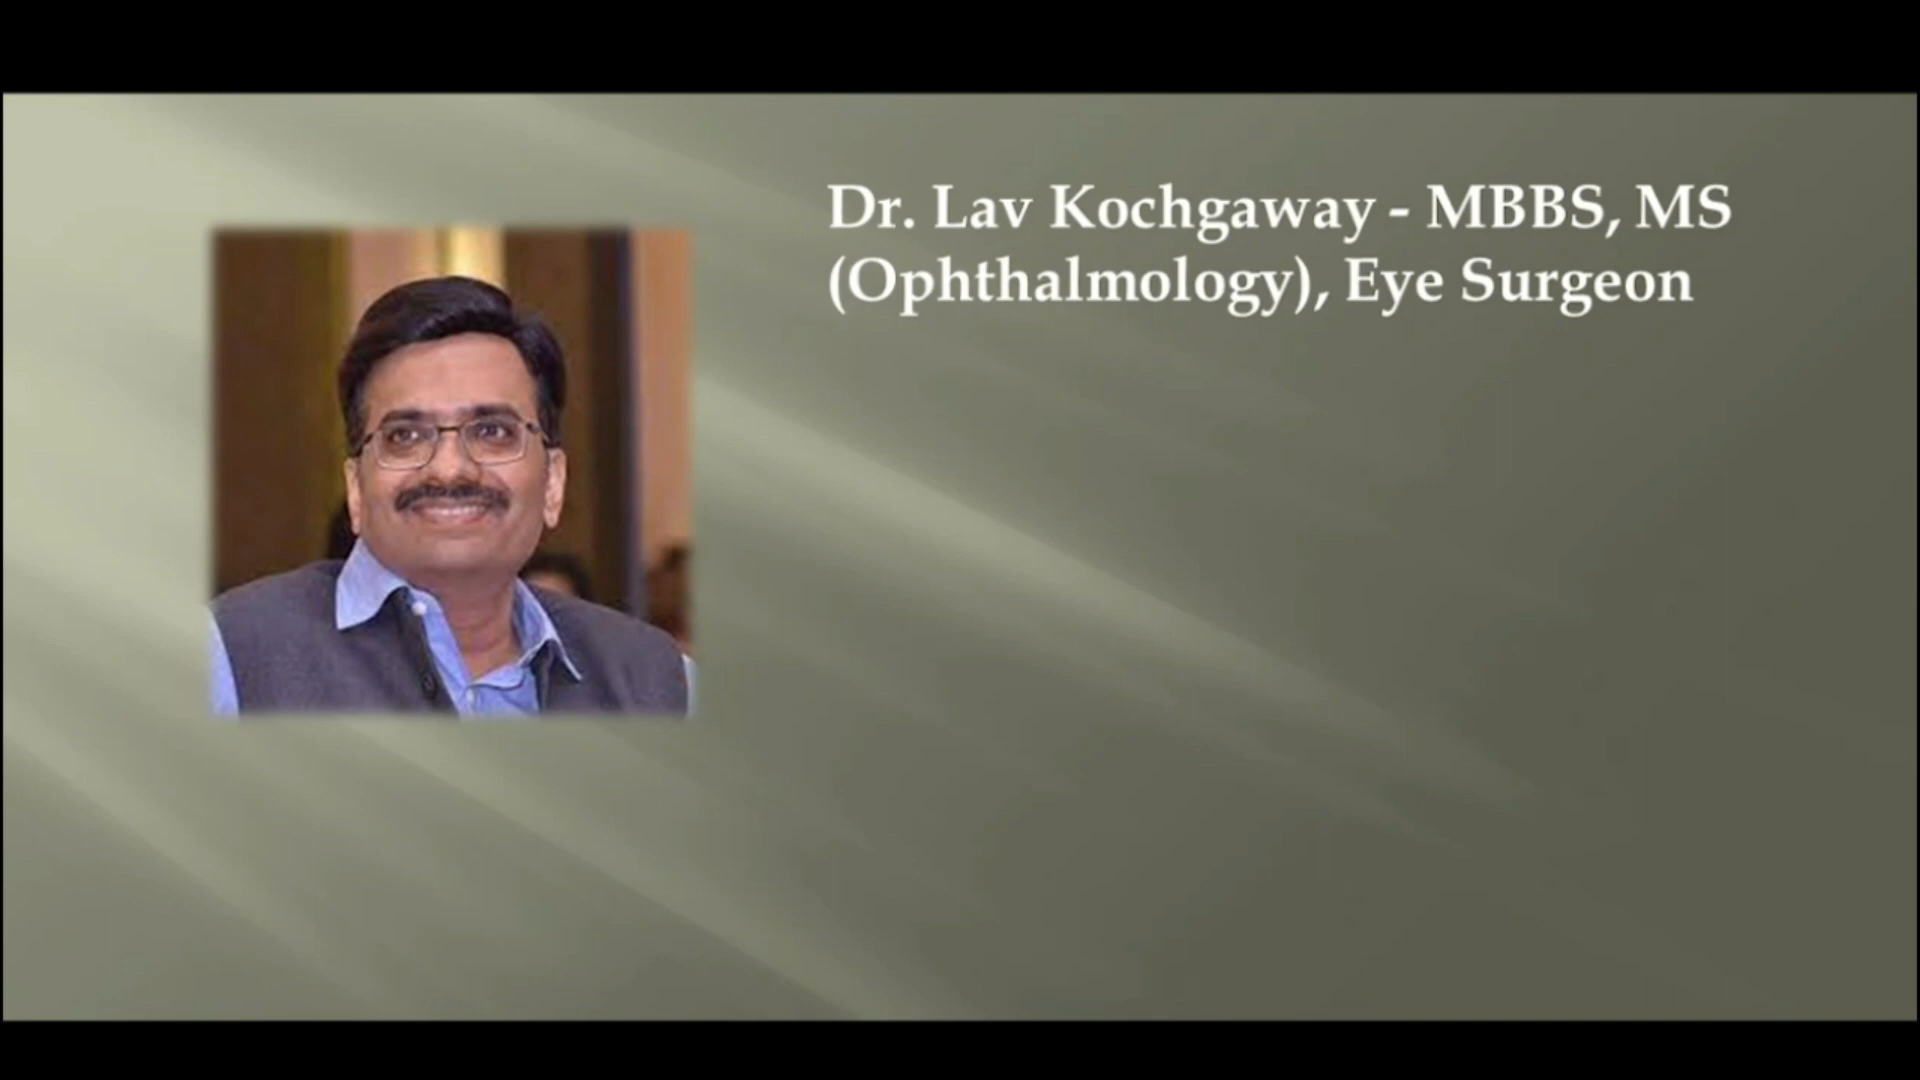 Dr. Lav Kochgaway - MBBS, MS
(Ophthalmology), Eye Surgeon